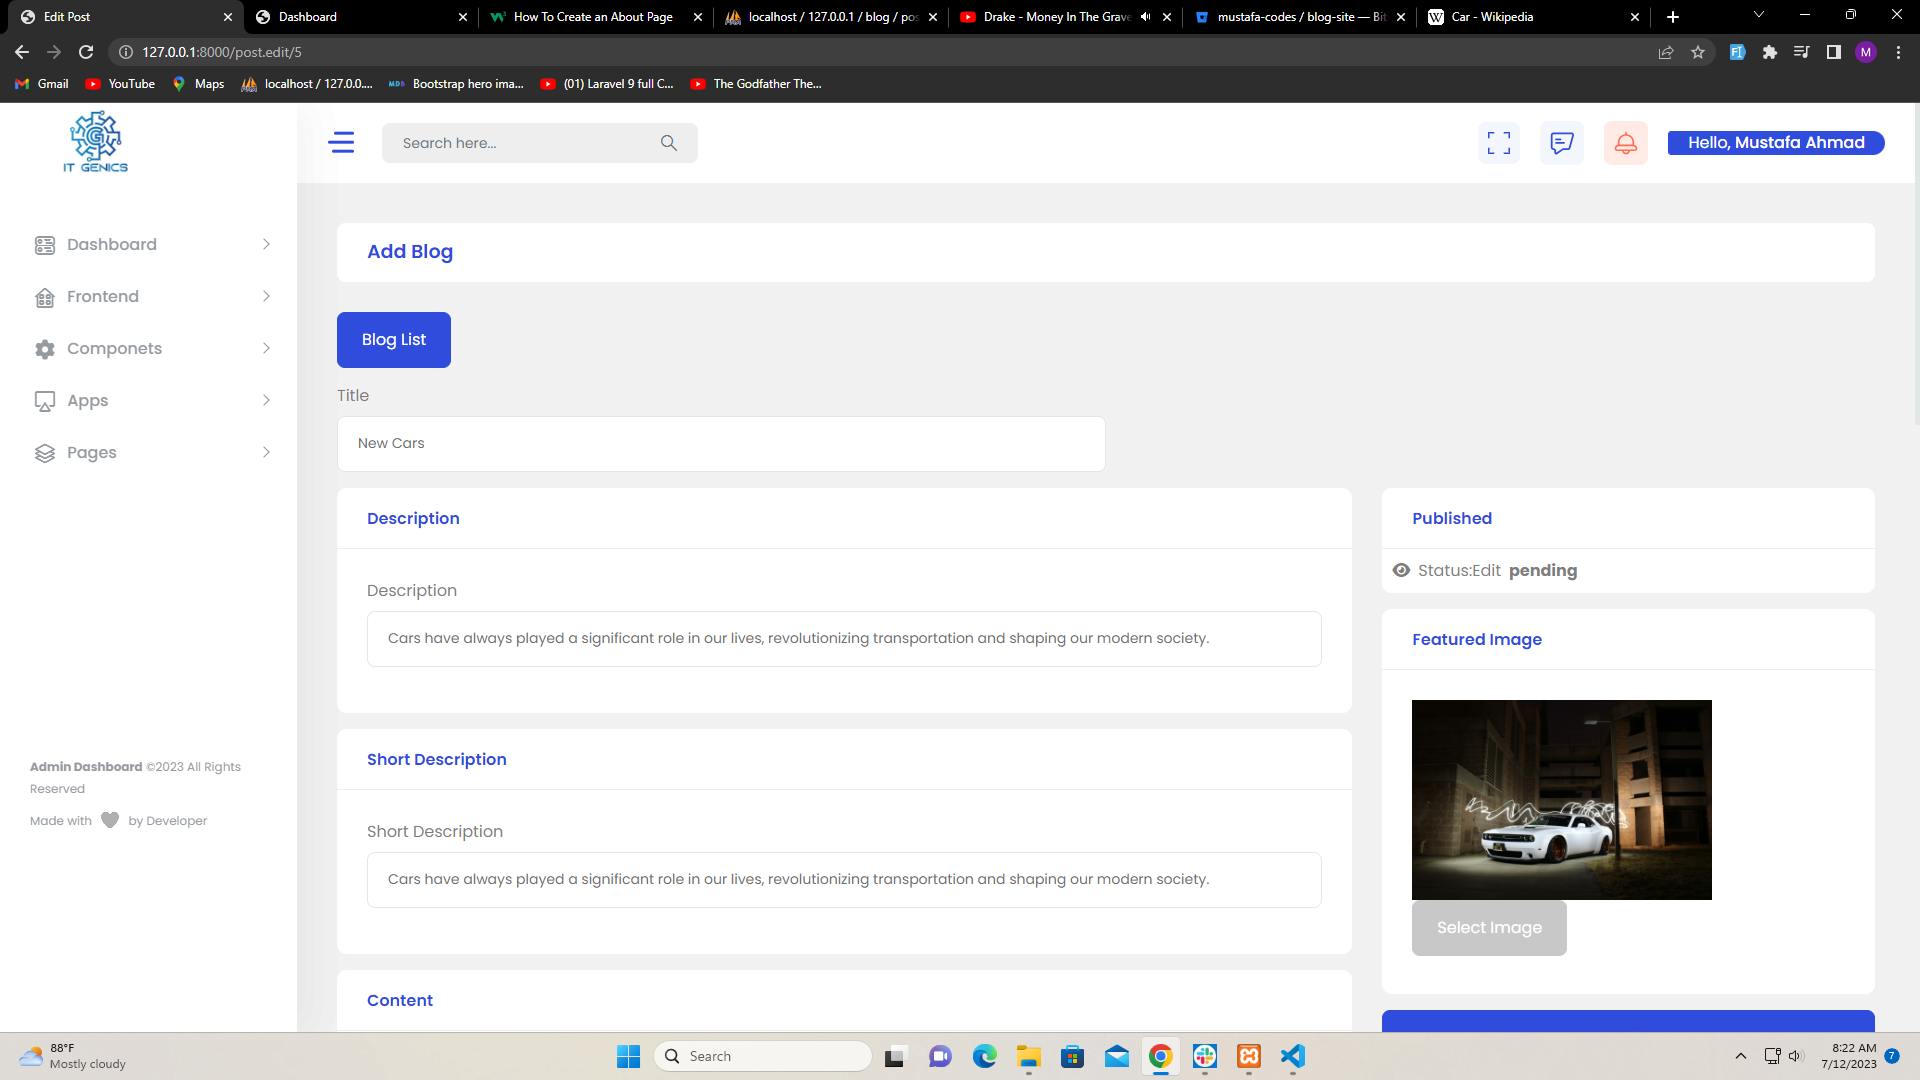 Edit Post
Dashboard
How To Create an About Page
localhost / 127.0.0.1 / blog / pos
Drake - Money In The Grave
mustafa-codes / blog-site — Bit
Car - Wikipedia
127.0.0.1:8000/post.edit/5
M
Gmail
YouTube
Maps
localhost / 127.0.0....
MDB
Bootstrap hero ima...
(01) Laravel 9 full C...
The Godfather The...
IT GENICS
Search here...
Hello, Mustafa Ahmad
Dashboard
Frontend
Componets
Apps
Pages
Admin Dashboard ©2023 All Rights
Reserved
Made with by Developer
Add Blog
Blog List
Title
New Cars
Description
Description
Cars have always played a significant role in our lives, revolutionizing transportation and shaping our modern society.
Short Description
Short Description
Cars have always played a significant role in our lives, revolutionizing transportation and shaping our modern society.
Content
Published
Status:Edit pending
Featured Image
Select Image
88°F
Mostly cloudy
Search
8:22 AM
7/12/2023
7